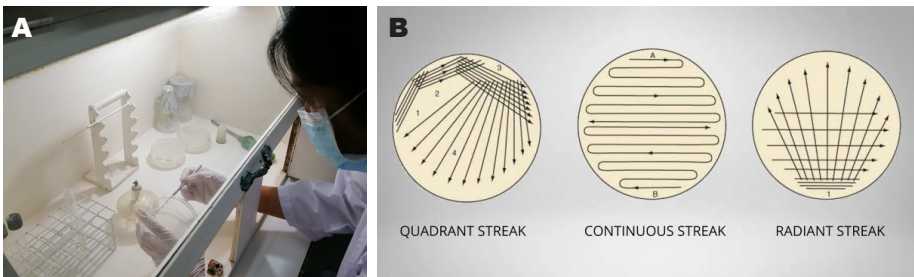 A
B
1
2
3
4
A
B
1
QUADRANT STREAK
CONTINUOUS STREAK
RADIANT STREAK